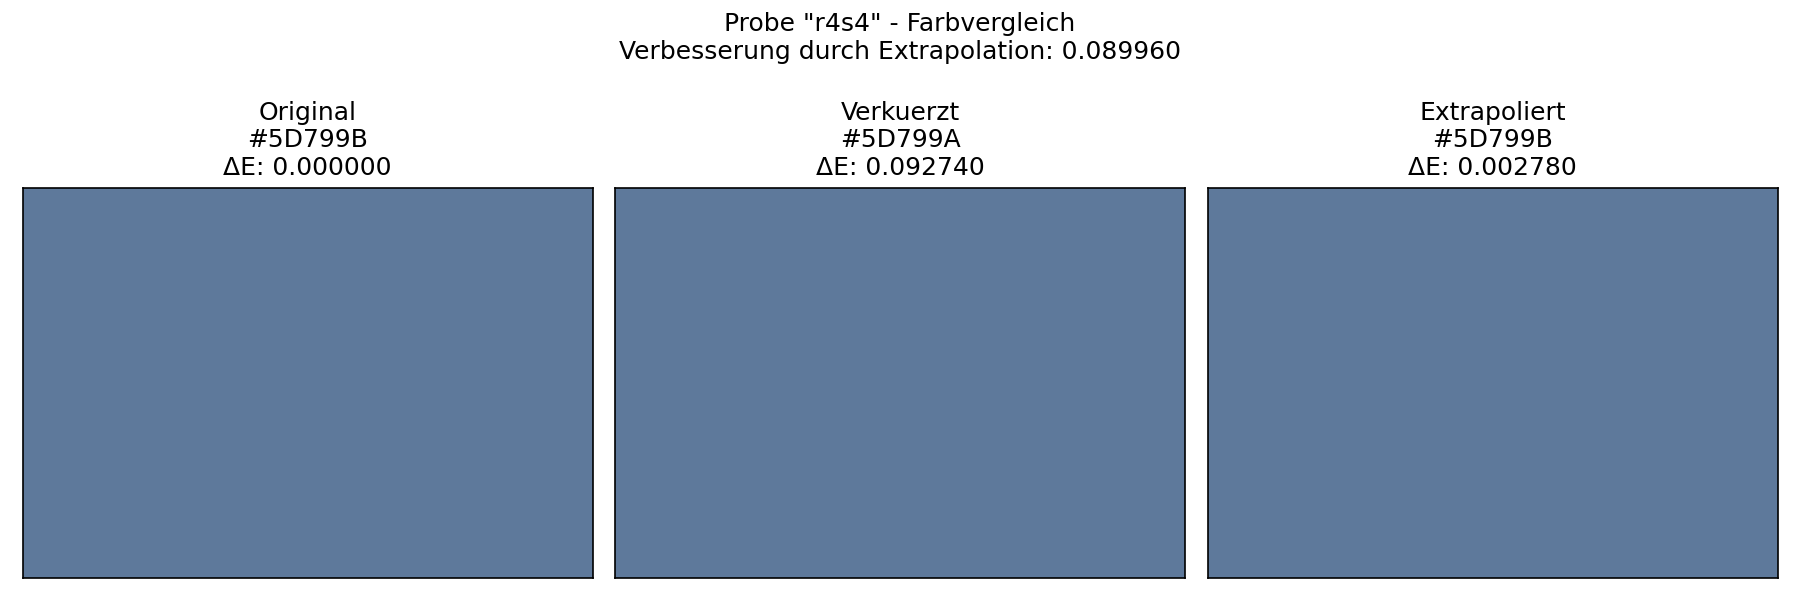 Probe "r4s4" - Farbvergleich
Verbesserung durch Extrapolation: 0.089960
Original
#5D799B
ΔE: 0.000000
Verkuerzt
#5D799A
ΔE: 0.092740
Extrapoliert
#5D799B
ΔE: 0.002780